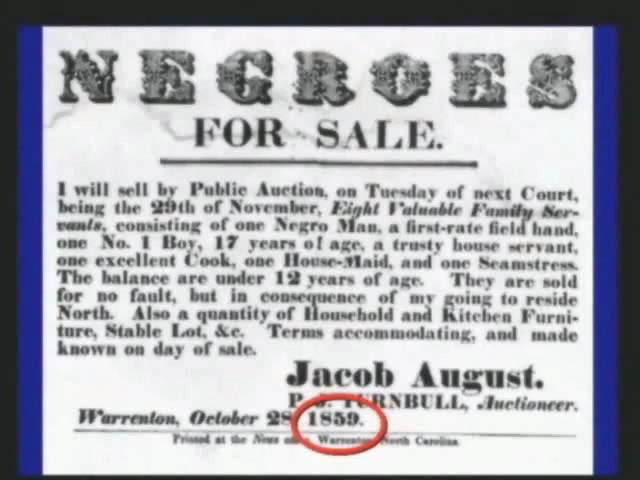 NEGROES
FOR SALE.
I will sell by Public Auction, on Tuesday of next Court,
being the 29th of November, Eight Valuable Family Ser-
vants, consisting of one Negro Man, a first-rate field hand,
one No. 1 Boy, 17 years of age, a trusty house servant,
one excellent Cook, one House-Maid, and one Seamstress.
The balance are under 12 years of age. They are sold
for no fault, but in consequence of my going to reside
North. Also a quantity of Household and Kitchen Furni-
ture, Stable Lot, &c. Terms accommodating, and made
known on day of sale.
Jacob August.
P. J. TURNBULL, Auctioneer.
Warrenton, October 28, 1859.
Printed at the News office, Warrenton, North Carolina.